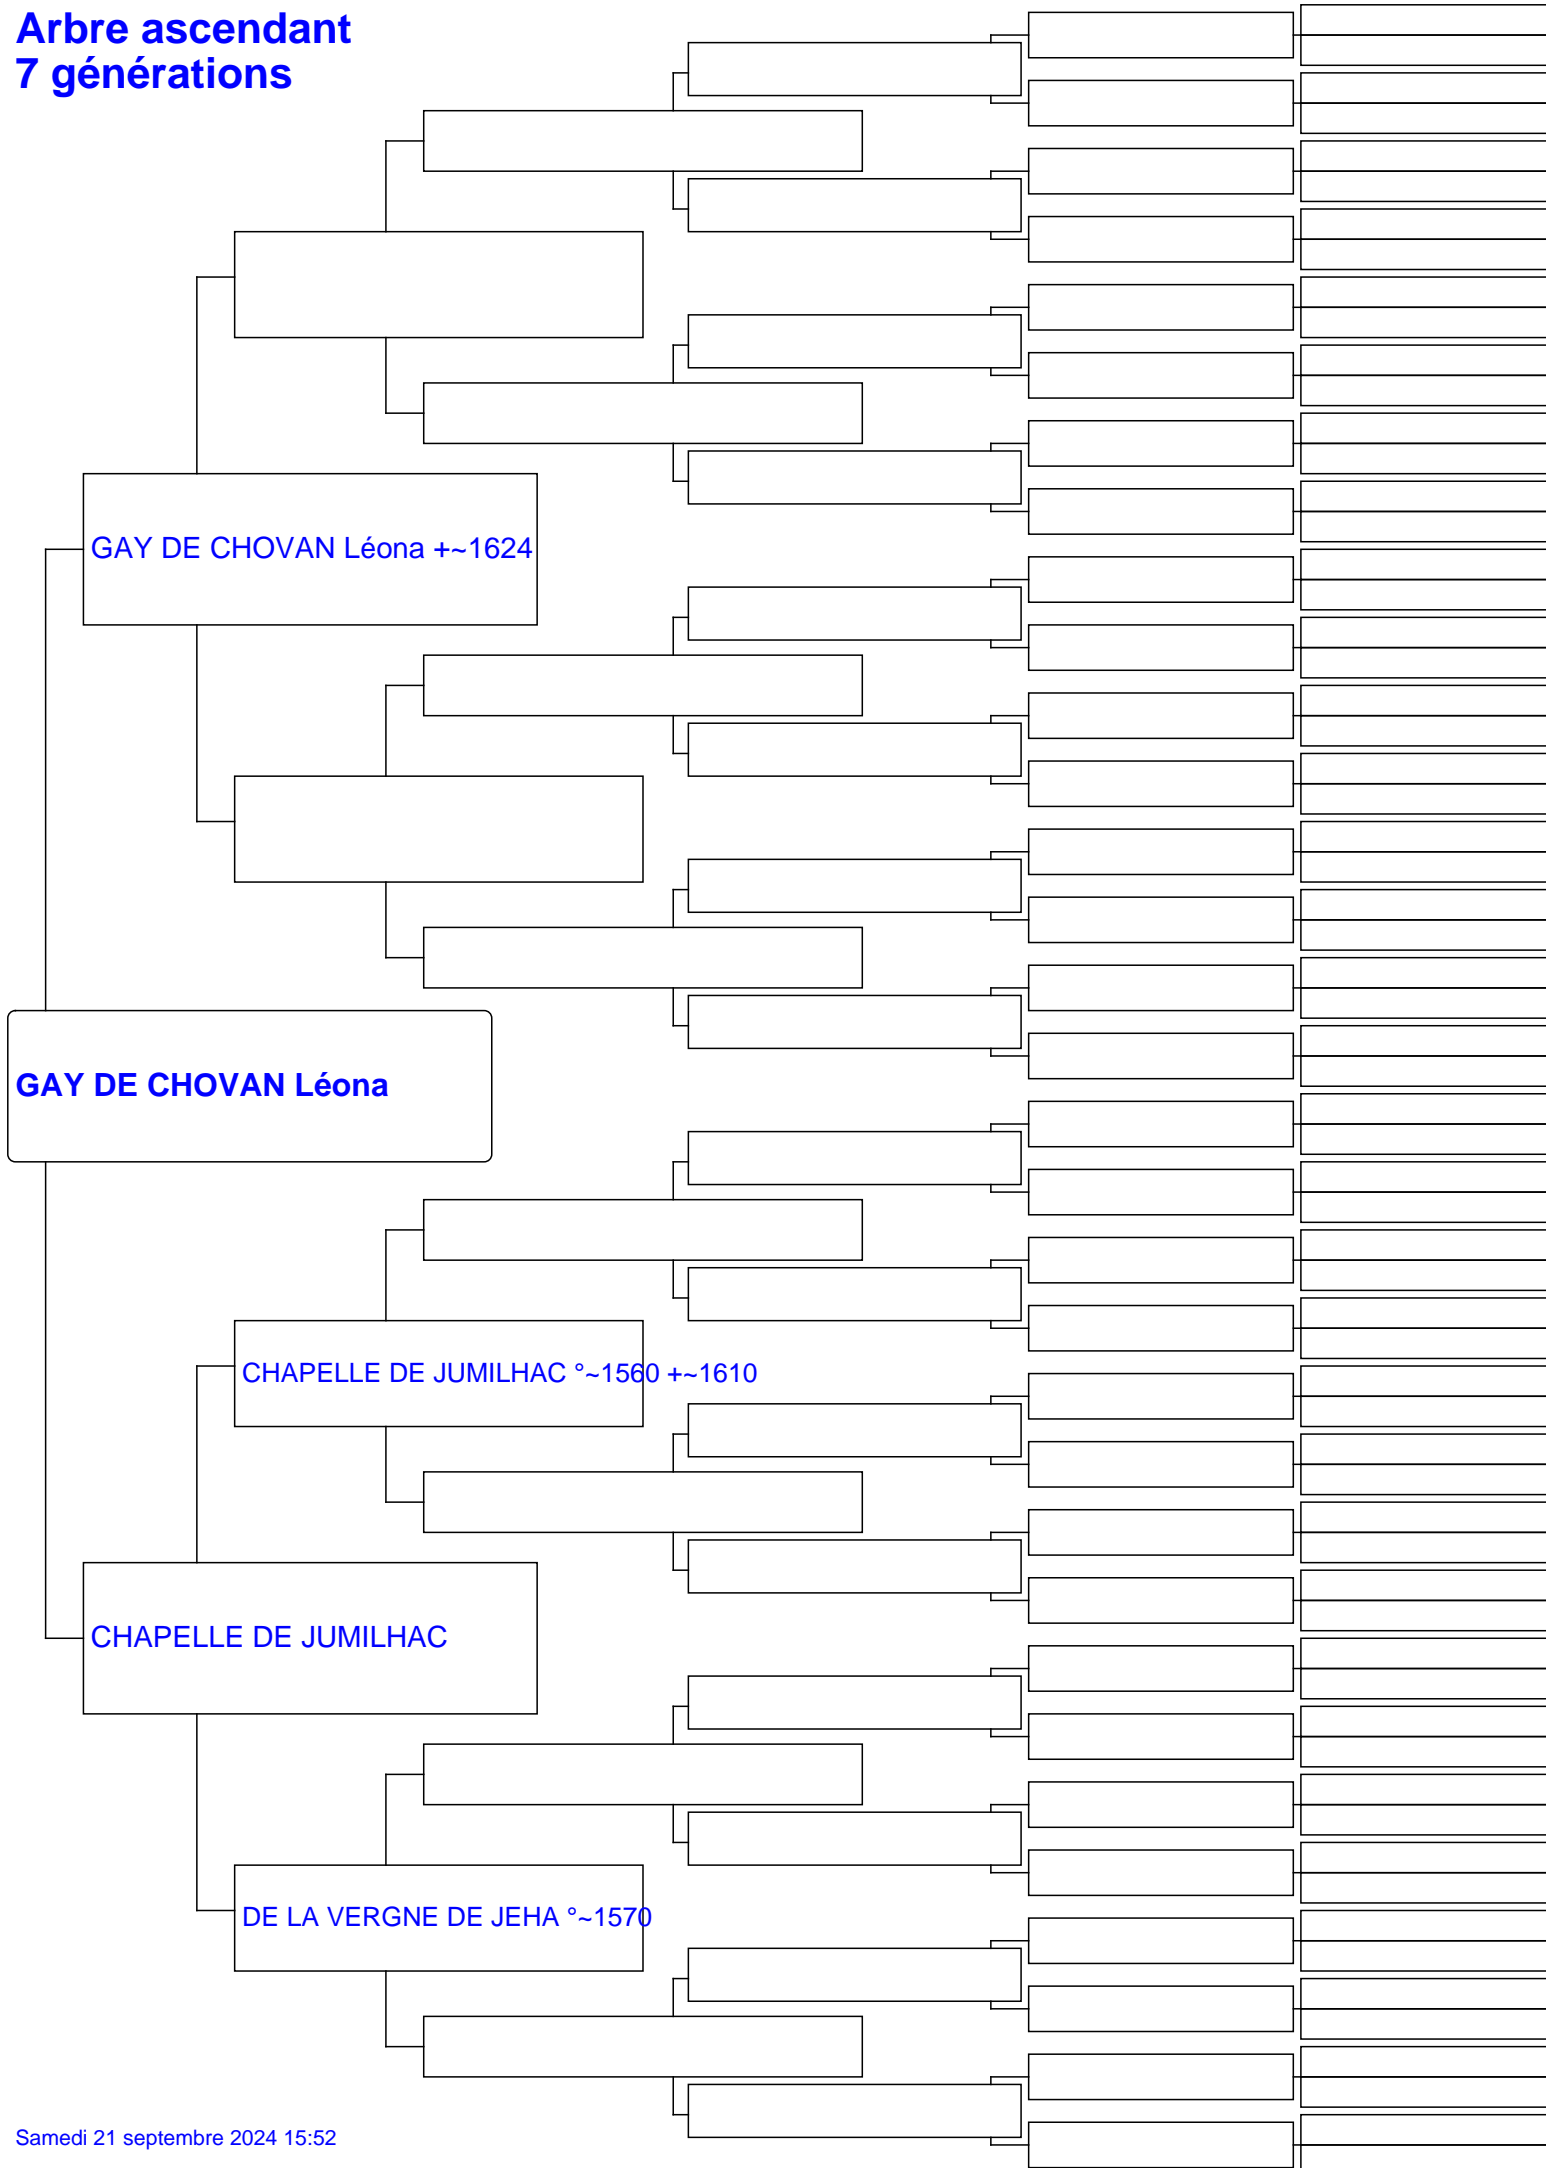 Arbre ascendant
7 générations
GAY DE CHOVAN Léona +~1624
GAY DE CHOVAN Léona
CHAPELLE DE JUMILHAC °~1560 +~1610
CHAPELLE DE JUMILHAC
DE LA VERGNE DE JEHA °~1570
Samedi 21 septembre 2024 15:52